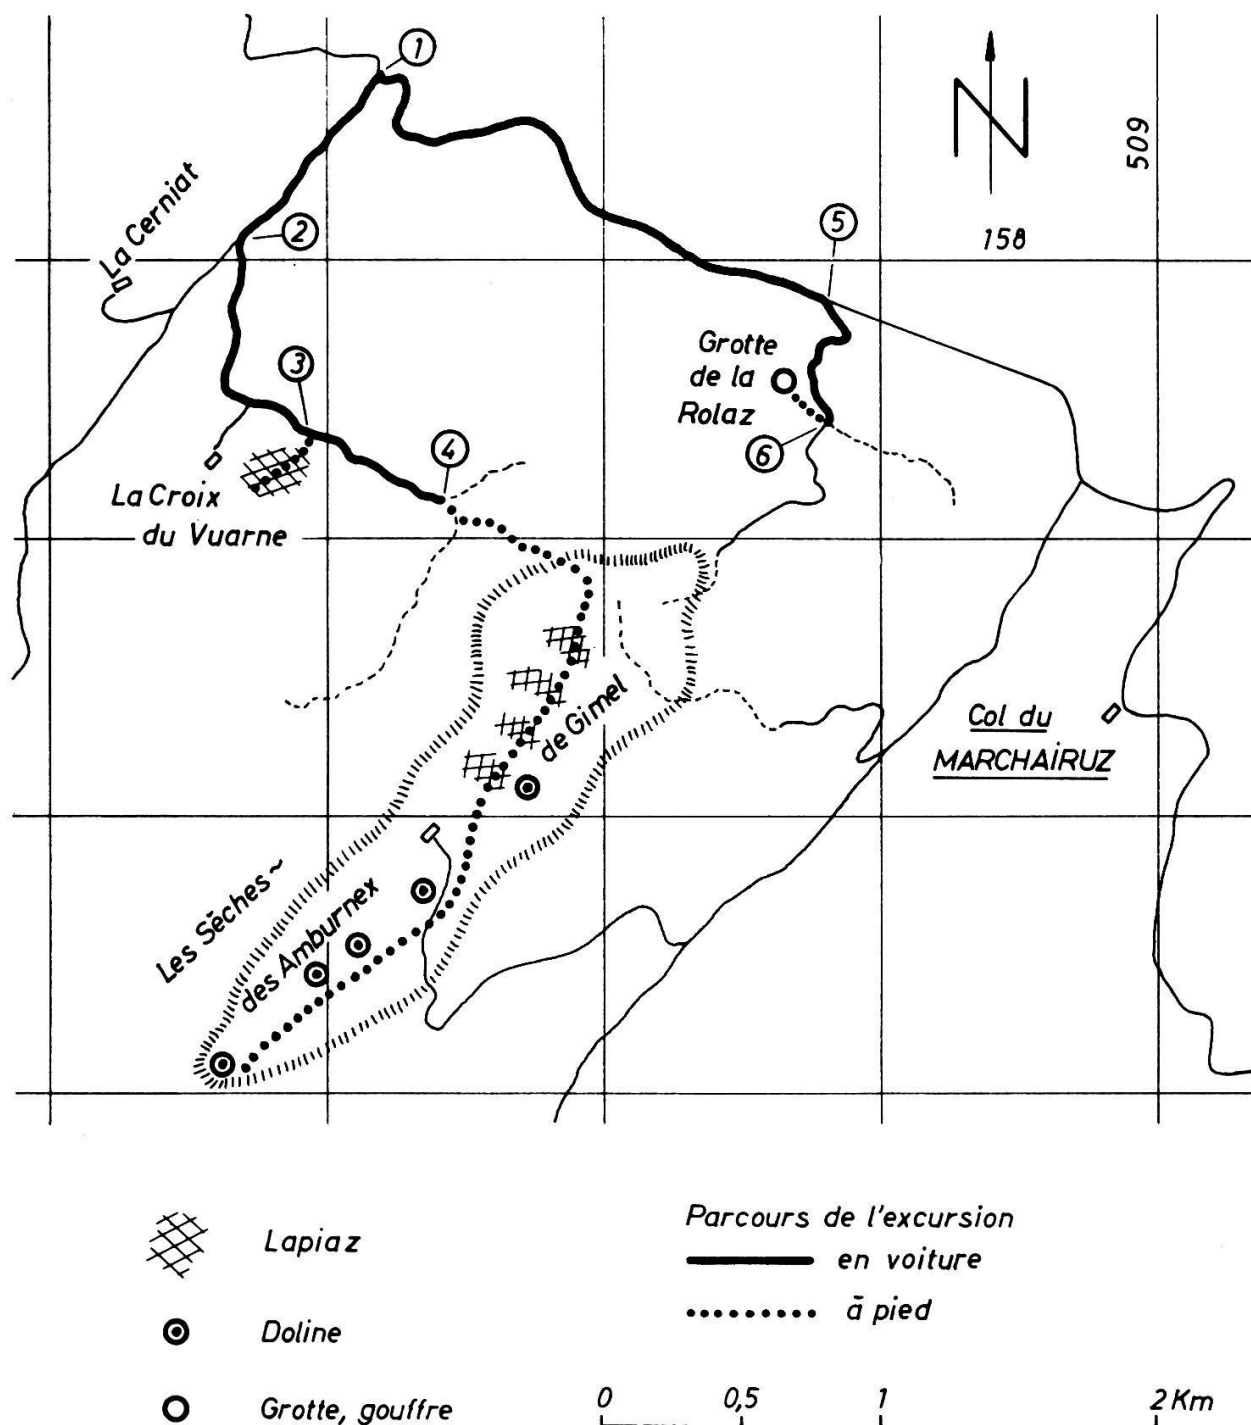 1
N
509
La Cerniat
2
5
158
3
Grotte
de la
Rolaz
4
6
La Croix
du Vuarne
de Gimel
Col du
MARCHAIRUZ
Les Sèches~
des Amburnex
Lapiaz
Doline
Grotte, gouffre
Parcours de l'excursion
en voiture
à pied
0 0,5 1 2 Km